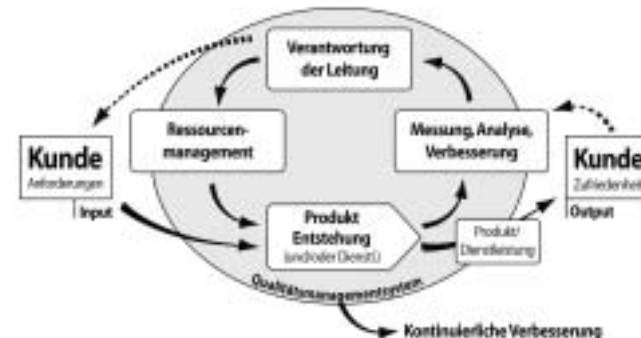 Verantwortung
der Leitung
Ressourcen-
management
Messung, Analyse,
Verbesserung
Kunde
Anforderungen
Input
Kunde
Zufriedenheit
Output
Produkt
Entstehung
(und/oder Dienstl.)
Produkt/
Dienstleistung
Qualitätsmanagementsystem
Kontinuierliche Verbesserung